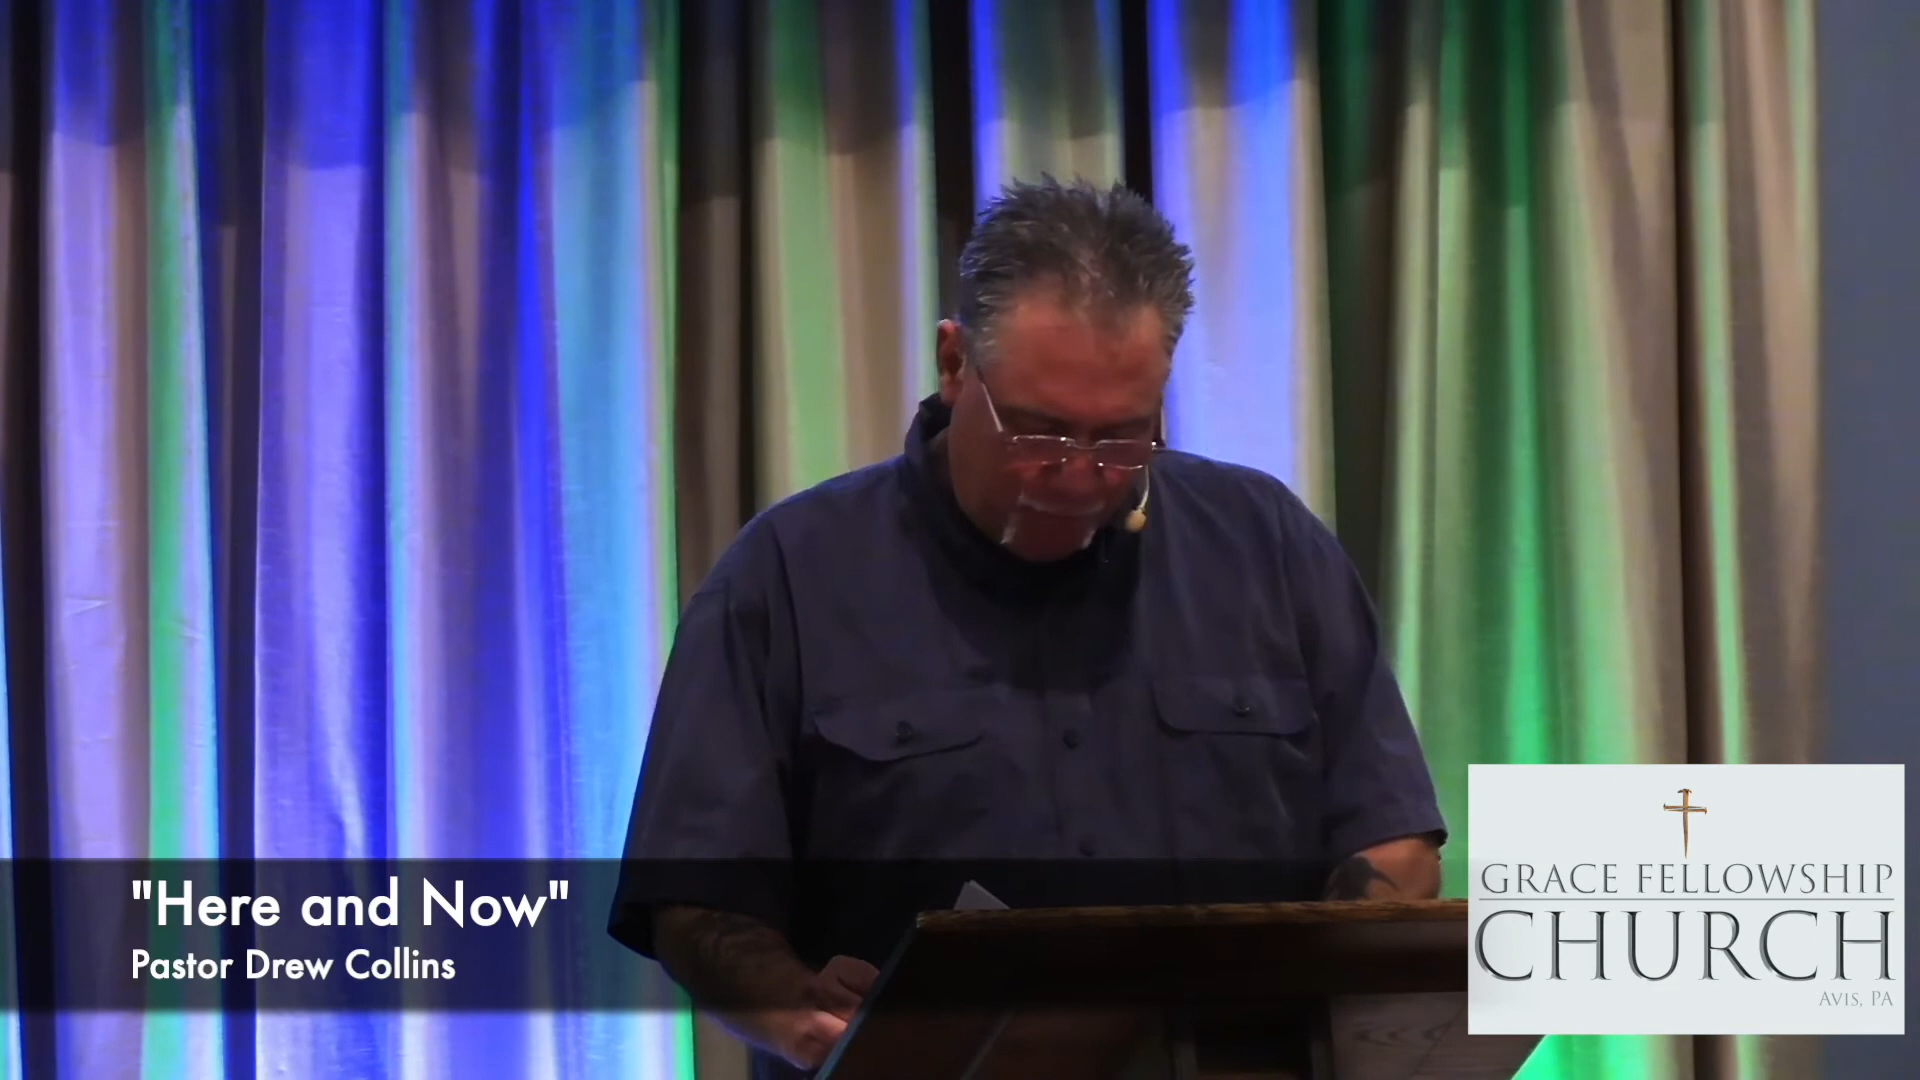 "Here and Now"
Pastor Drew Collins
GRACE FELLOWSHIP
CHURCH
AVIS, PA